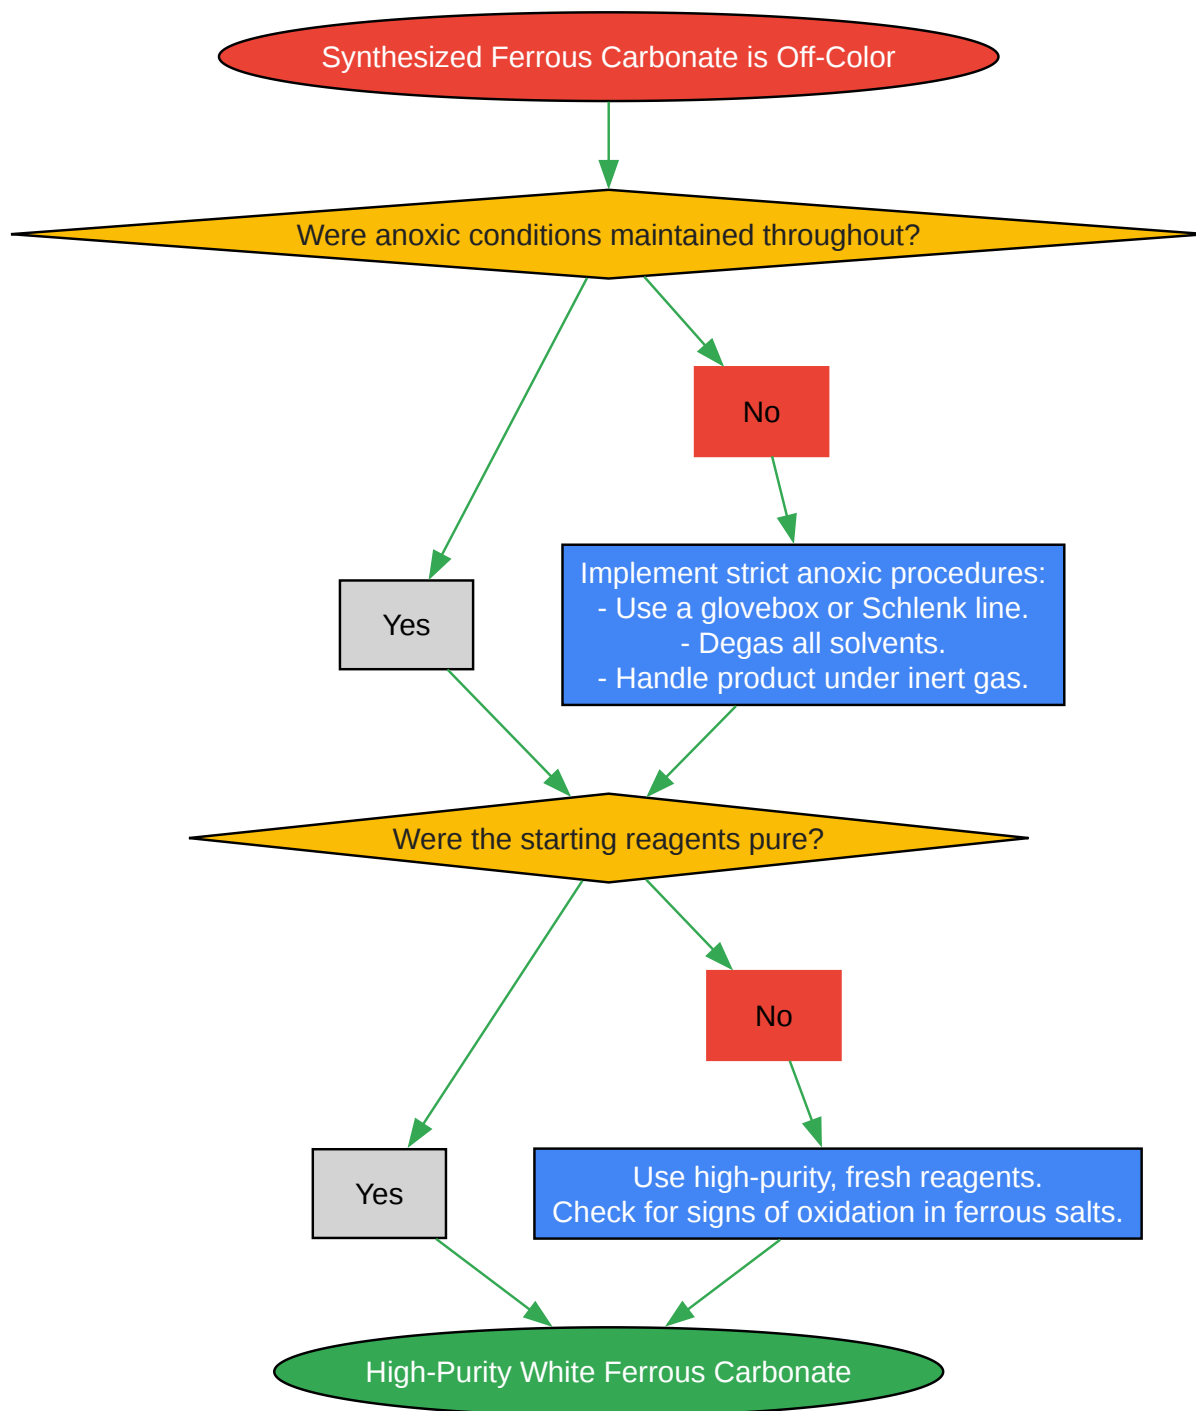 Synthesized Ferrous Carbonate is Off-Color
Were anoxic conditions maintained throughout?
No
Implement strict anoxic procedures:
- Use a glovebox or Schlenk line.
- Degas all solvents.
- Handle product under inert gas.
Yes
Were the starting reagents pure?
No
Yes
Use high-purity, fresh reagents.
Check for signs of oxidation in ferrous salts.
High-Purity White Ferrous Carbonate